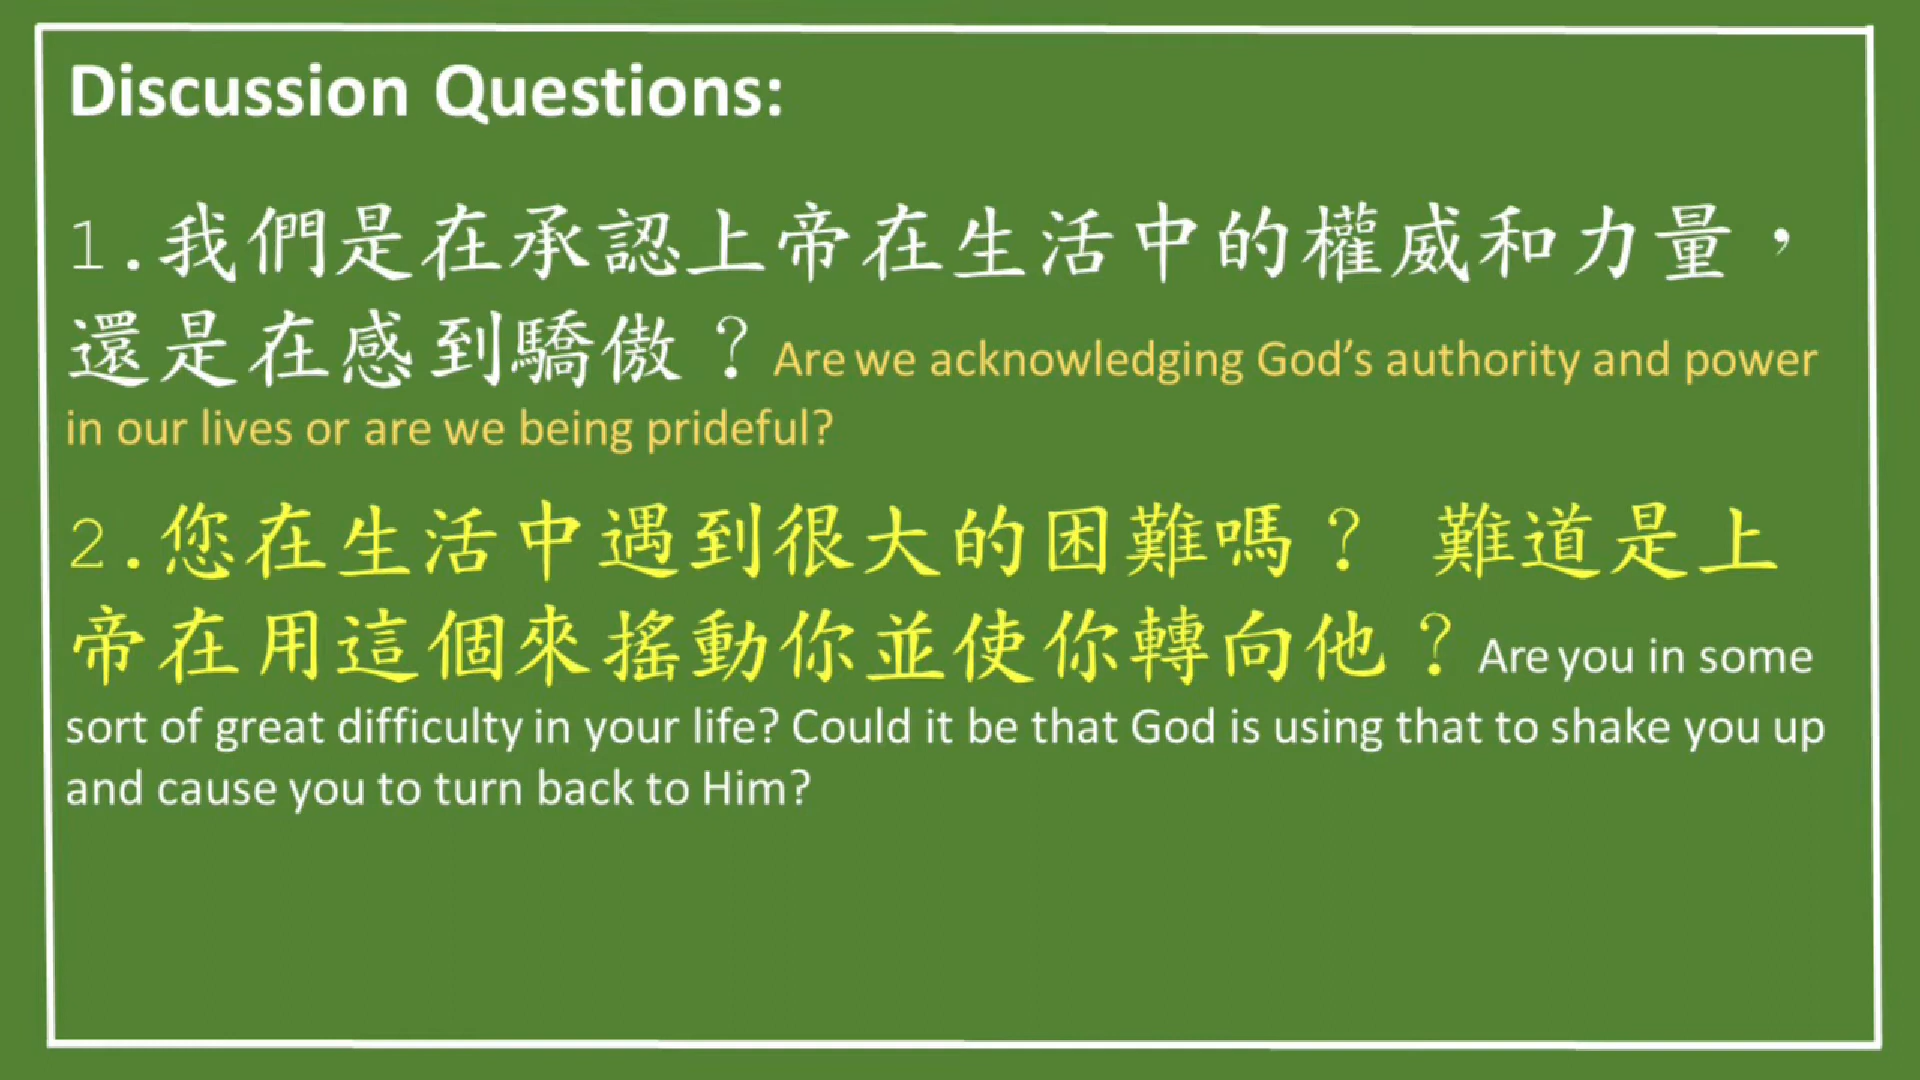 Discussion Questions:
1.我們是在承認上帝在生活中的權威和力量，
還是在感到驕傲？Are we acknowledging God's authority and power
in our lives or are we being prideful?
2.您在生活中遇到很大的困難嗎？ 難道是上
帝在用這個來搖動你並使你轉向他？Are you in some
sort of great difficulty in your life? Could it be that God is using that to shake you up
and cause you to turn back to Him?